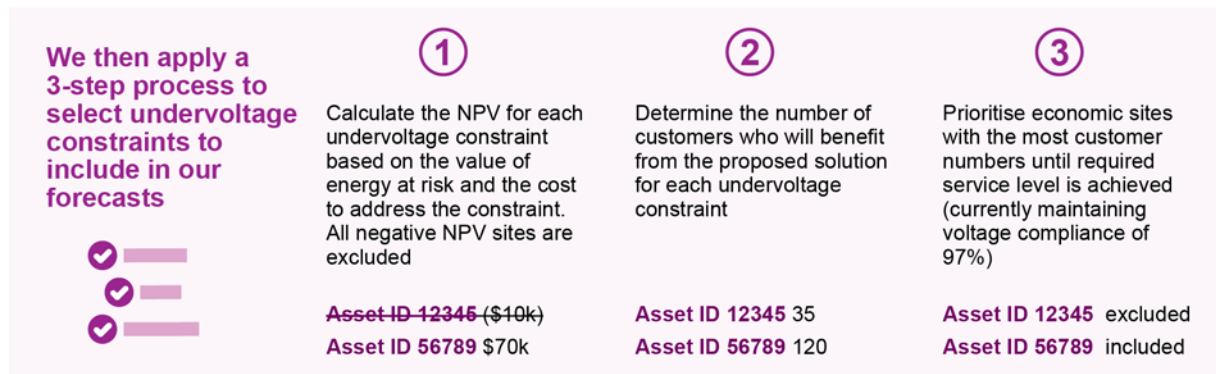 We then apply a
3-step process to
select undervoltage
constraints to
include in our
forecasts
1
Calculate the NPV for each
undervoltage constraint
based on the value of
energy at risk and the cost
to address the constraint.
All negative NPV sites are
excluded
Asset ID 12345 ($10k)
Asset ID 56789 $70k
2
Determine the number of
customers who will benefit
from the proposed solution
for each undervoltage
constraint
Asset ID 12345 35
Asset ID 56789 120
3
Prioritise economic sites
with the most customer
numbers until required
service level is achieved
(currently maintaining
voltage compliance of
97%)
Asset ID 12345 excluded
Asset ID 56789 included